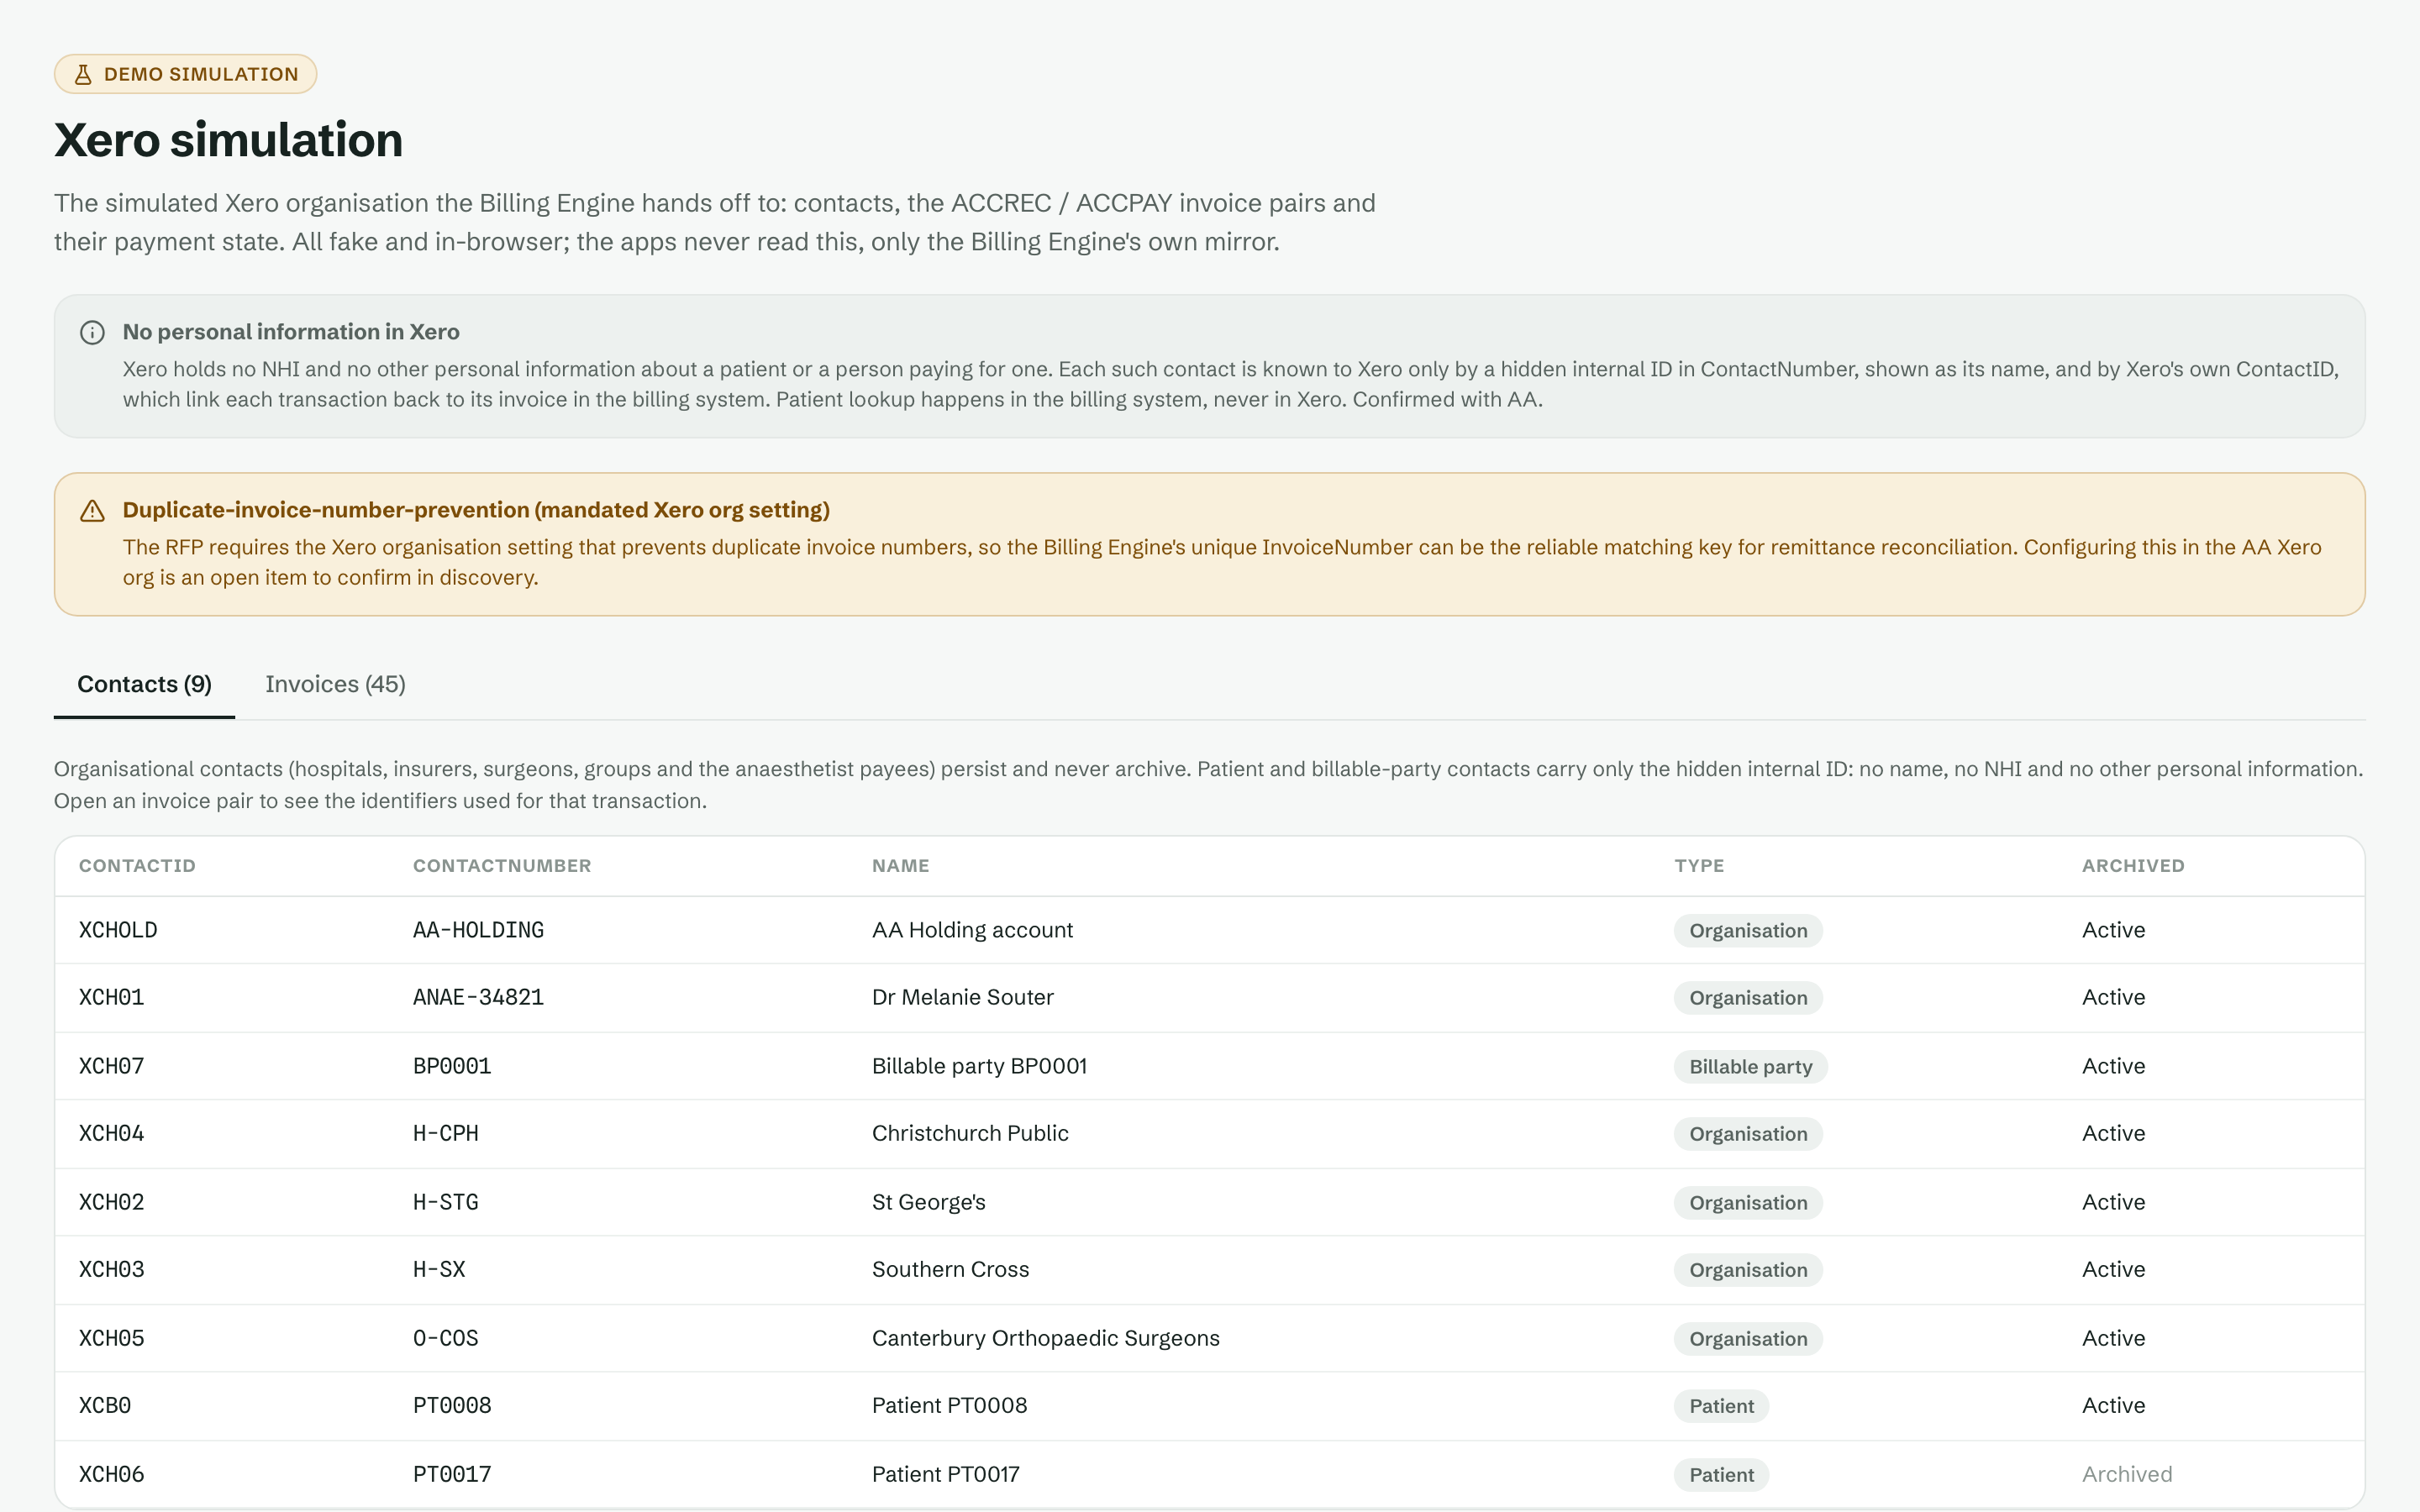 DEMO SIMULATION
Xero simulation
The simulated Xero organisation the Billing Engine hands off to: contacts, the ACCREC / ACCPAY invoice pairs and
their payment state. All fake and in-browser; the apps never read this, only the Billing Engine's own mirror.
No personal information in Xero
Xero holds no NHI and no other personal information about a patient or a person paying for one. Each such contact is known to Xero only by a hidden internal ID in ContactNumber, shown as its name, and by Xero's own ContactID,
which link each transaction back to its invoice in the billing system. Patient lookup happens in the billing system, never in Xero. Confirmed with AA.
Duplicate-invoice-number-prevention (mandated Xero org setting)
The RFP requires the Xero organisation setting that prevents duplicate invoice numbers, so the Billing Engine's unique InvoiceNumber can be the reliable matching key for remittance reconciliation. Configuring this in the AA Xero
org is an open item to confirm in discovery.
Contacts (9) Invoices (45)
Organisational contacts (hospitals, insurers, surgeons, groups and the anaesthetist payees) persist and never archive. Patient and billable-party contacts carry only the hidden internal ID: no name, no NHI and no other personal information.
Open an invoice pair to see the identifiers used for that transaction.
CONTACTID CONTACTNUMBER NAME TYPE ARCHIVED
XCHOLD AA-HOLDING AA Holding account Organisation Active
XCH01 ANAE-34821 Dr Melanie Souter Organisation Active
XCH07 BP0001 Billable party BP0001 Billable party Active
XCH04 H-CPH Christchurch Public Organisation Active
XCH02 H-STG St George's Organisation Active
XCH03 H-SX Southern Cross Organisation Active
XCH05 O-COS Canterbury Orthopaedic Surgeons Organisation Active
XCB0 PT0008 Patient PT0008 Patient Active
XCH06 PT0017 Patient PT0017 Patient Archived